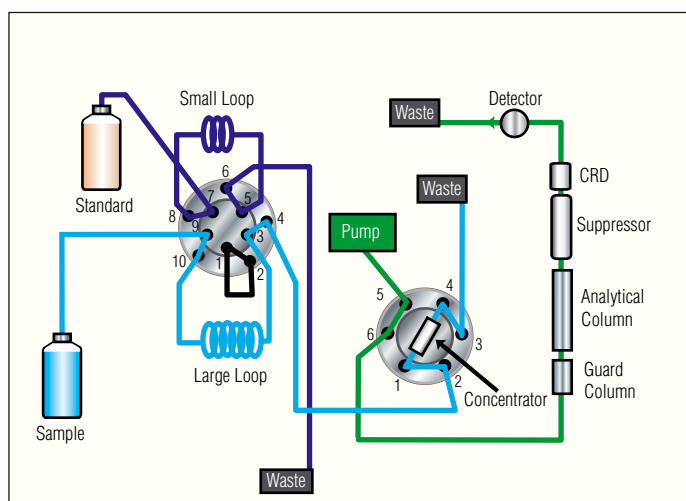 Small Loop
Waste
Detector
Standard
6
7
5
8
9
4
3
10
1
2
Waste
CRD
Suppressor
Pump
Analytical
Column
Guard
Column
5
4
6
3
1
2
Concentrator
Large Loop
Sample
Waste